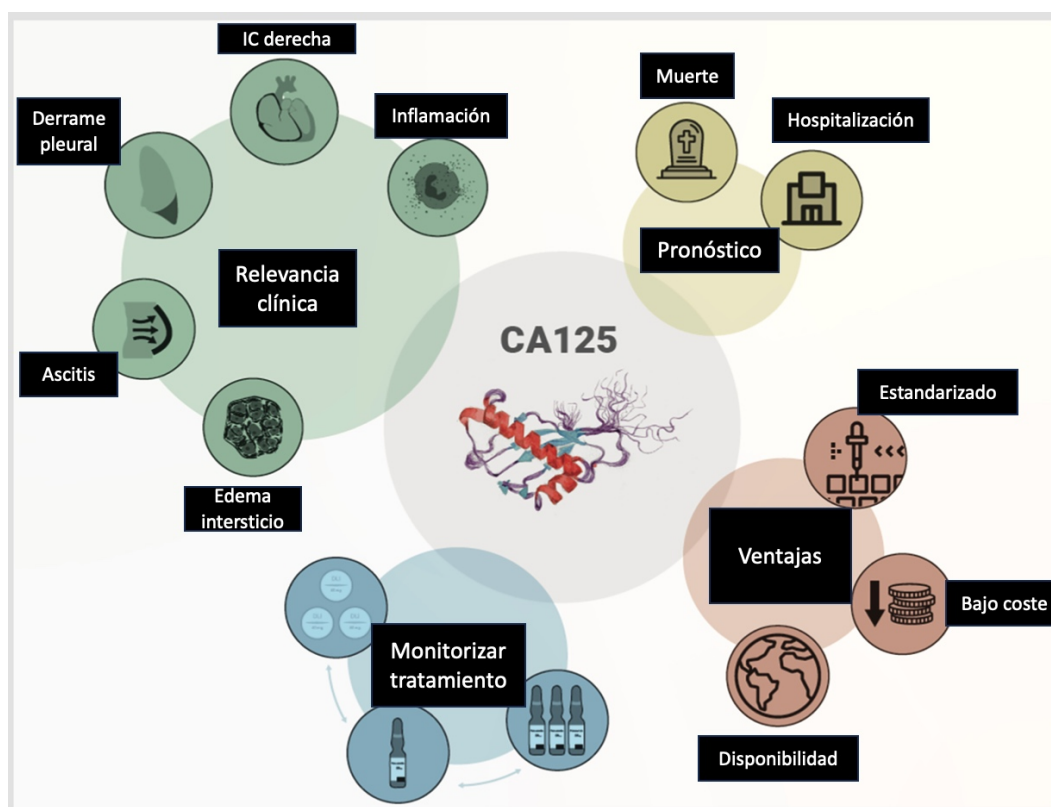 IC derecha
Derrame
pleural
Inflamación
Relevancia
clínica
Ascitis
Edema
intersticio
Muerte
Hospitalización
Pronóstico
CA125
Estandarizado
Ventajas
Bajo coste
Disponibilidad
Monitorizar
tratamiento